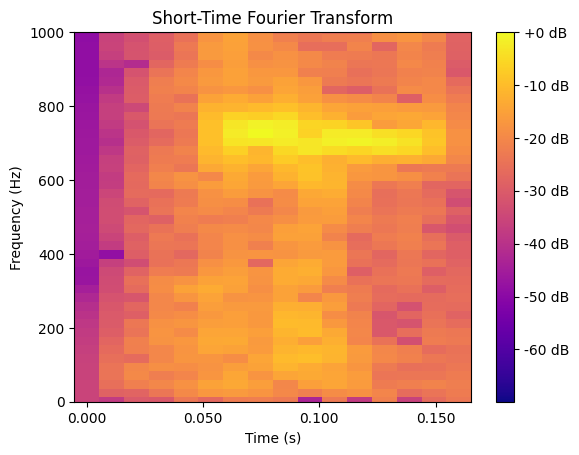 Short-Time Fourier Transform
1000
800
600
400
200
0
Frequency (Hz)
0.000
0.050
0.100
0.150
Time (s)
+0 dB
-10 dB
-20 dB
-30 dB
-40 dB
-50 dB
-60 dB